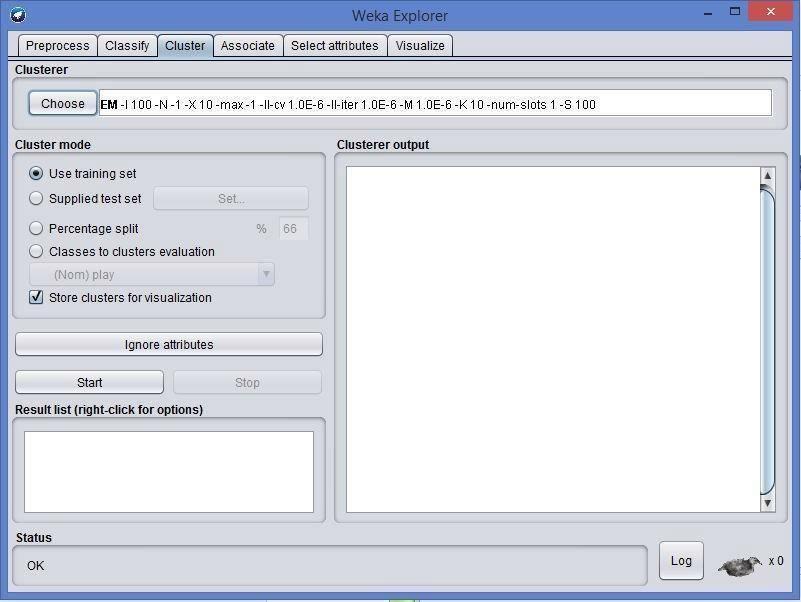 Weka Explorer
Preprocess Classify Cluster Associate Select attributes Visualize
Clusterer
Choose EM -I 100 -N -1 -X 10 -max -1 -ll-cv 1.0E-6 -ll-iter 1.0E-6 -M 1.0E-6 -K 10 -num-slots 1 -S 100
Cluster mode
Use training set
Supplied test set Set...
Percentage split % 66
Classes to clusters evaluation
(Nom) play
Store clusters for visualization
Ignore attributes
Start Stop
Result list (right-click for options)
Clusterer output
Status
OK
Log x 0